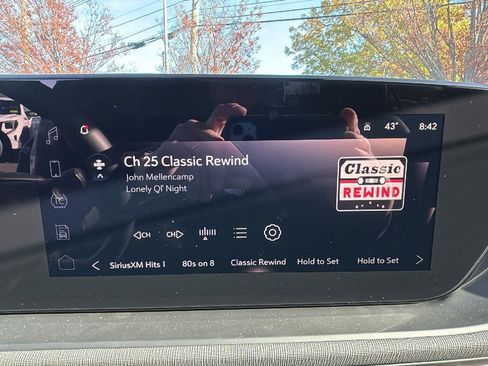 43° 8:42
Ch 25 Classic Rewind
John Mellencamp
Lonely Ol' Night
Classic
REWIND
TC
CH CH
SiriusXM Hits 1 80s on 8 Classic Rewind Hold to Set Hold to Set